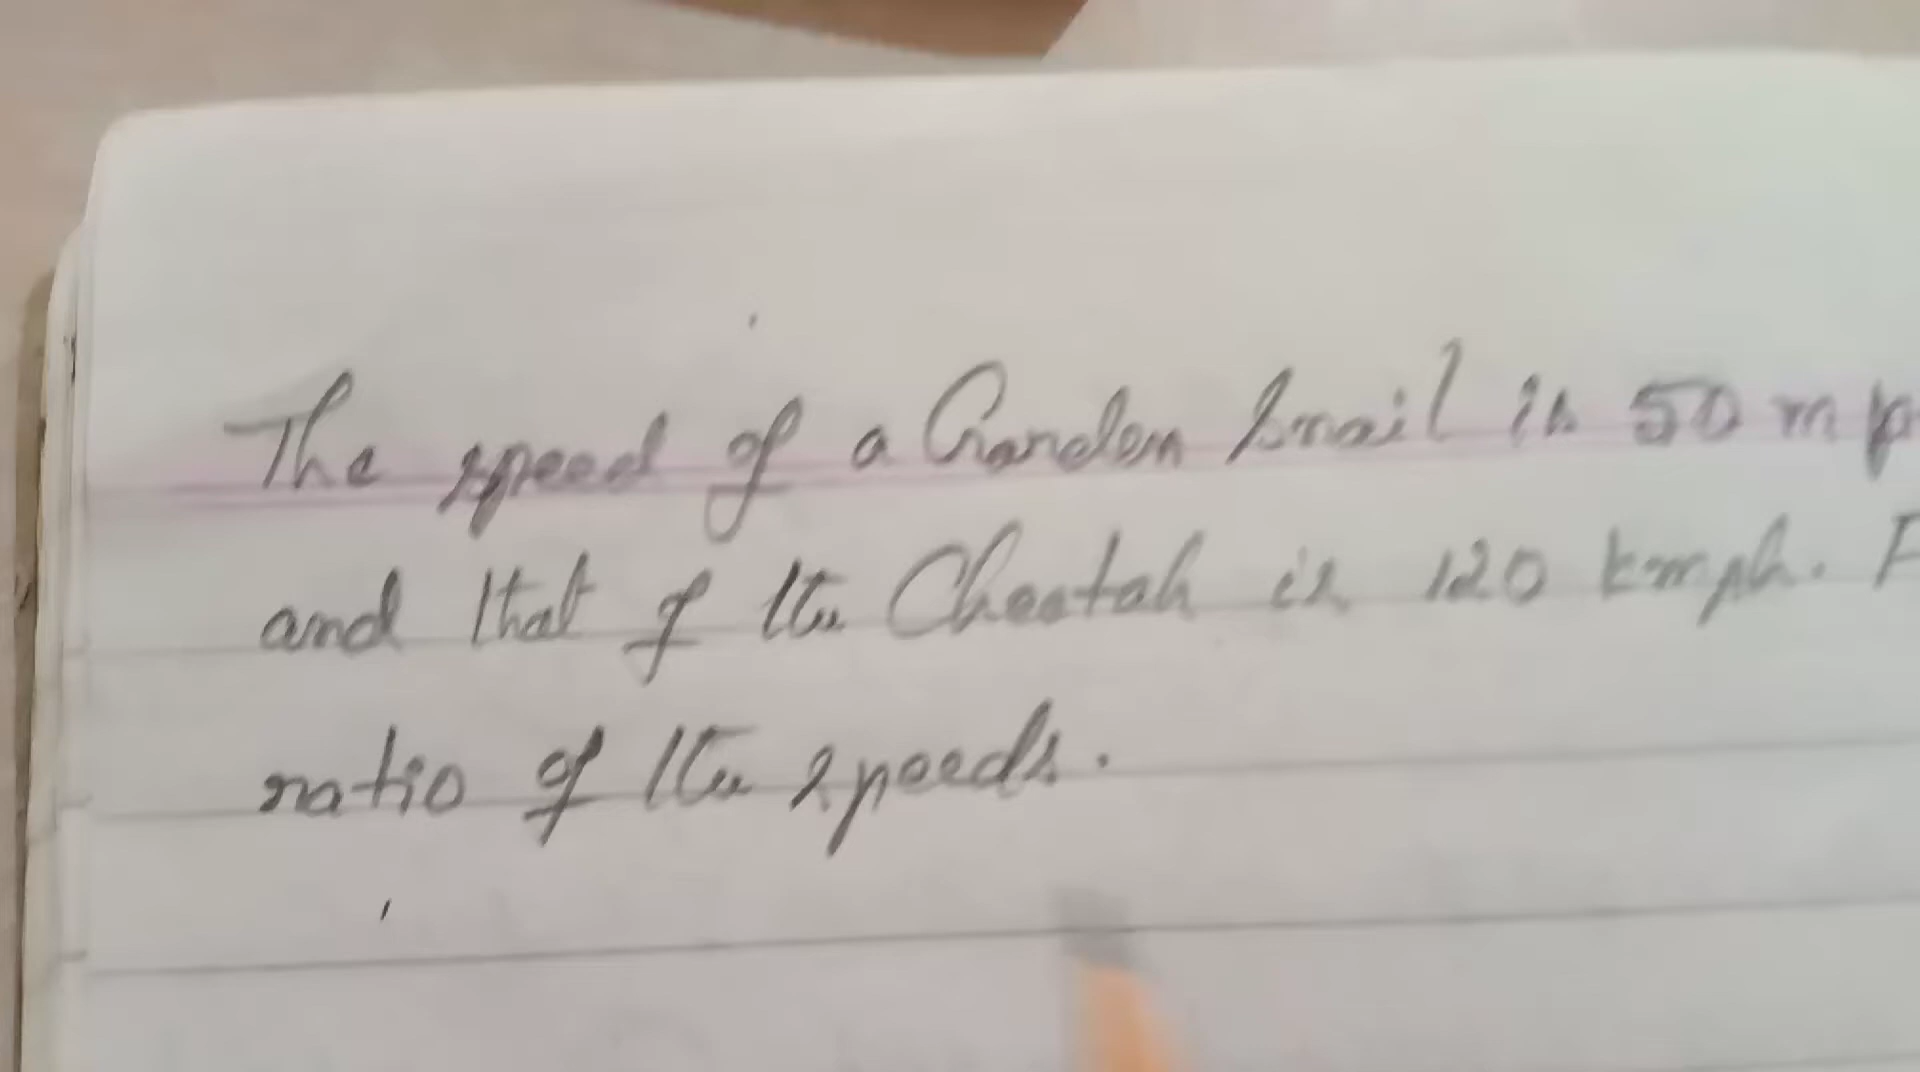 The speed of a Garden Snail is 50 mp
and that of the Cheetah is 120 kmph. F
ratio of the speeds.